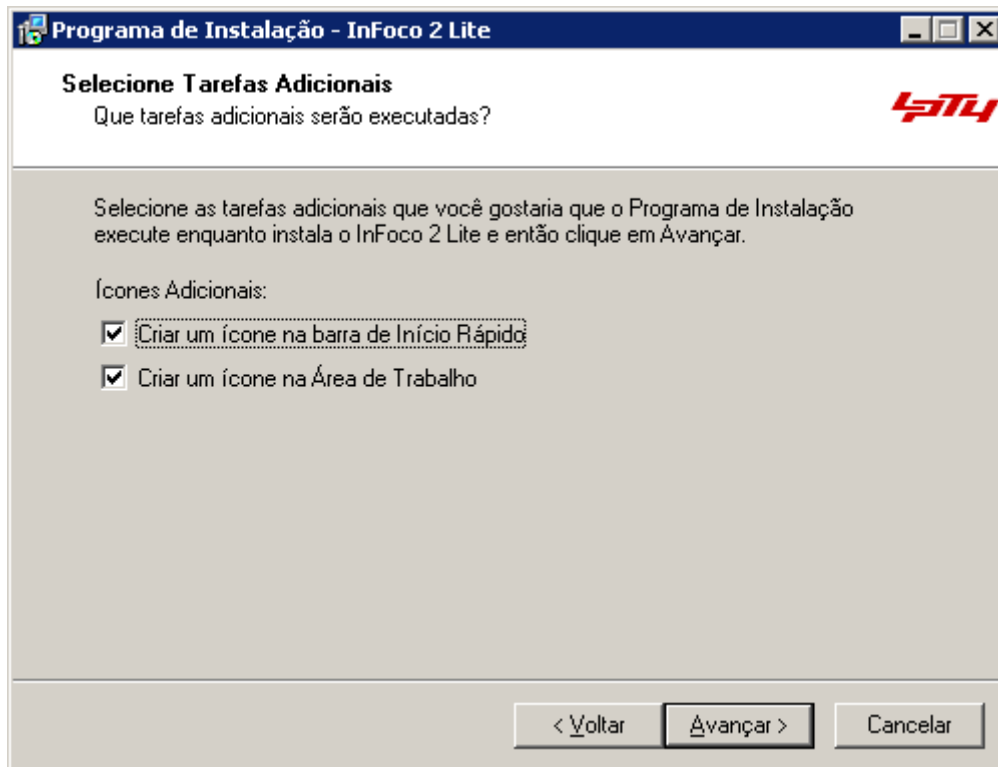 Programa de Instalação - InFoco 2 Lite
Selecione Tarefas Adicionais
Que tarefas adicionais serão executadas?
Selecione as tarefas adicionais que você gostaria que o Programa de Instalação
execute enquanto instala o InFoco 2 Lite e então clique em Avançar.
Ícones Adicionais:
Criar um ícone na barra de Início Rápido
Criar um ícone na Área de Trabalho
< Voltar
Avançar >
Cancelar